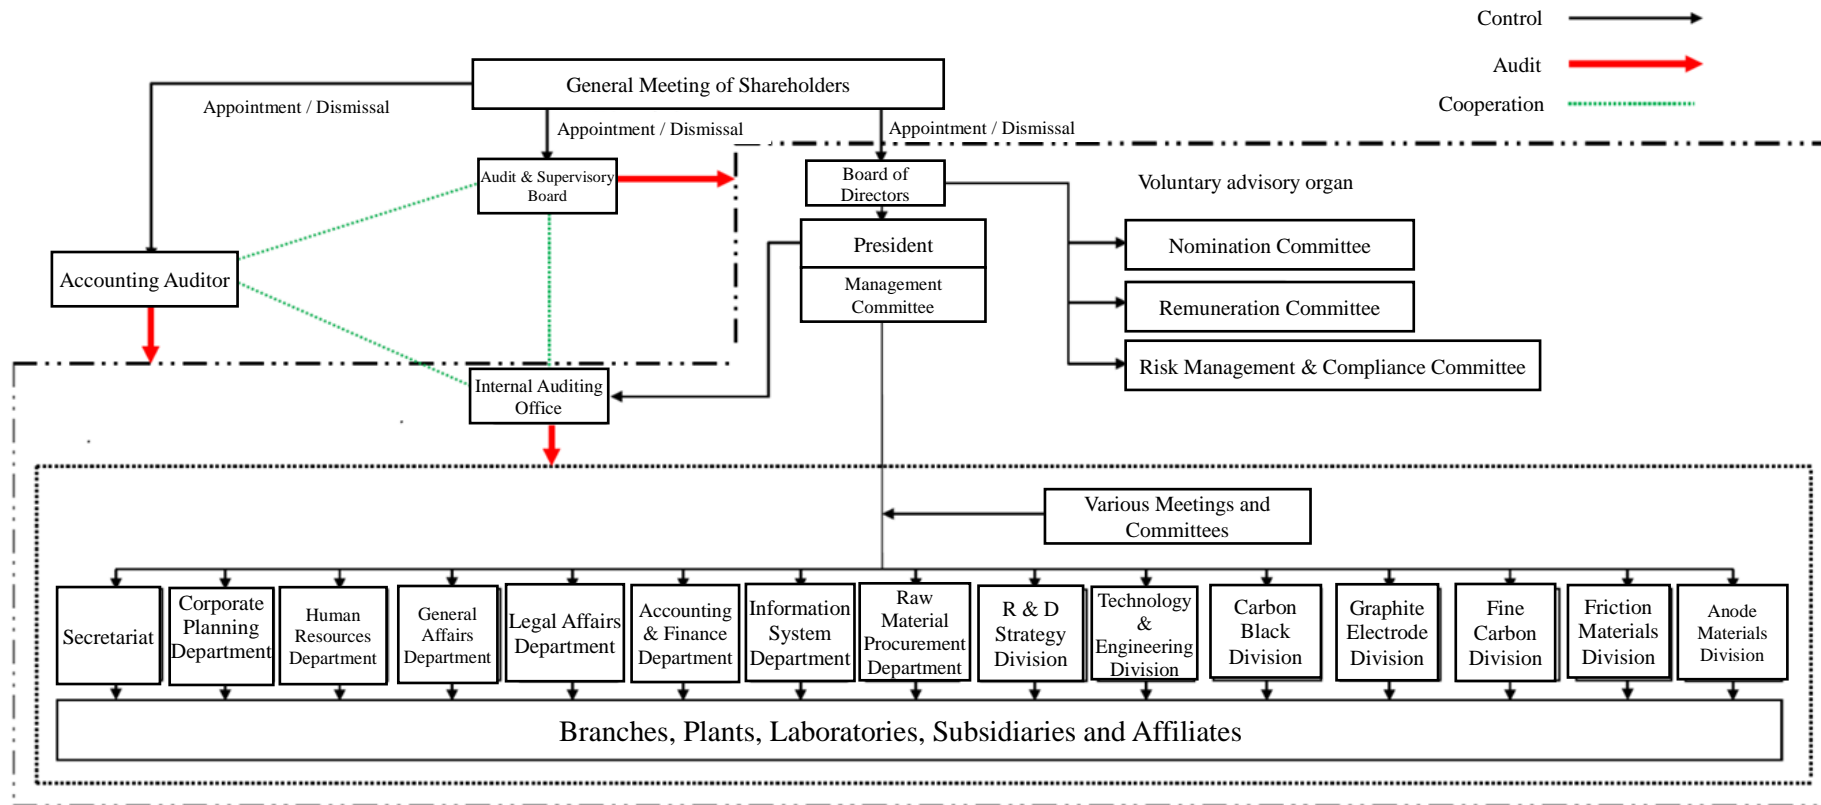 Control
Audit
Cooperation
General Meeting of Shareholders
Appointment / Dismissal
Appointment / Dismissal
Appointment / Dismissal
Audit & Supervisory
Board
Board of
Directors
Voluntary advisory organ
President
Management
Committee
Nomination Committee
Remuneration Committee
Risk Management & Compliance Committee
Accounting Auditor
Internal Auditing
Office
Various Meetings and
Committees
Secretariat
Corporate
Planning
Department
Human
Resources
Department
General
Affairs
Department
Legal Affairs
Department
Accounting
& Finance
Department
Information
System
Department
Raw
Material
Procurement
Department
R & D
Strategy
Division
Technology
&
Engineering
Division
Carbon
Black
Division
Graphite
Electrode
Division
Fine
Carbon
Division
Friction
Materials
Division
Anode
Materials
Division
Branches, Plants, Laboratories, Subsidiaries and Affiliates